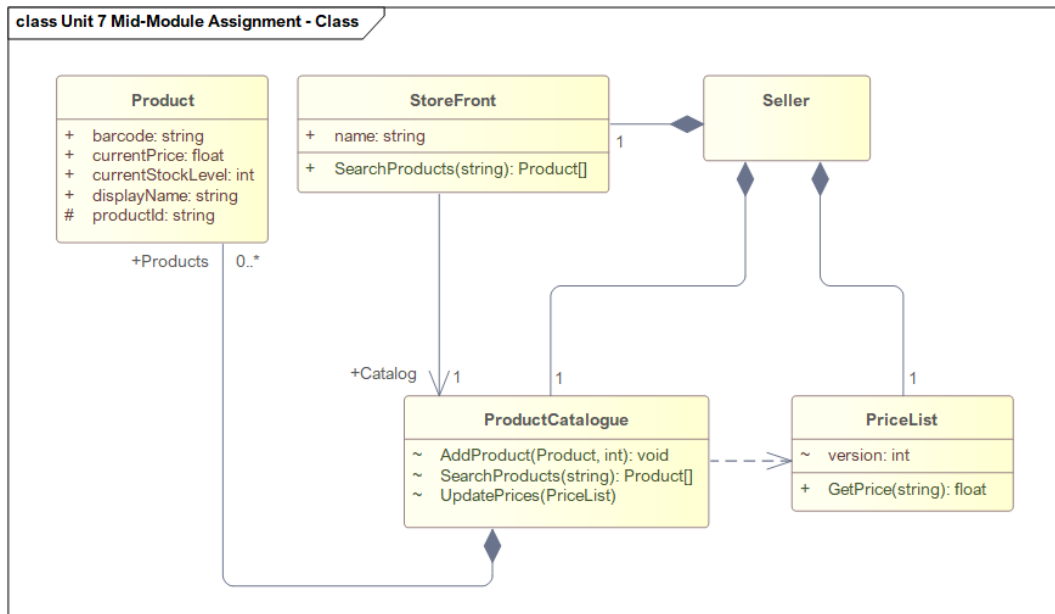 class Unit 7 Mid-Module Assignment - Class
Product
+ barcode: string
+ currentPrice: float
+ currentStockLevel: int
+ displayName: string
# productId: string
StoreFront
+ name: string
+ SearchProducts(string): Product[]
Seller
1
+Products 0..*
+Catalog 1
1
1
ProductCatalogue
~ AddProduct(Product, int): void
~ SearchProducts(string): Product[]
~ UpdatePrices(PriceList)
PriceList
~ version: int
+ GetPrice(string): float